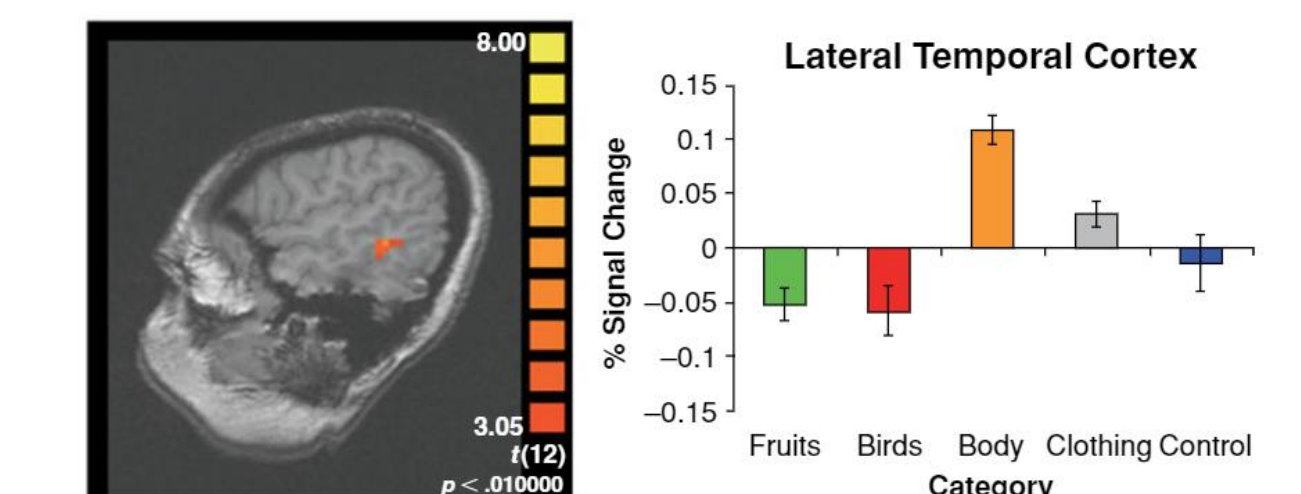 8.00
3.05
t(12)
p < .010000
Lateral Temporal Cortex
% Signal Change
0.15
0.1
0.05
0
–0.05
–0.1
–0.15
Fruits Birds Body Clothing Control
Category